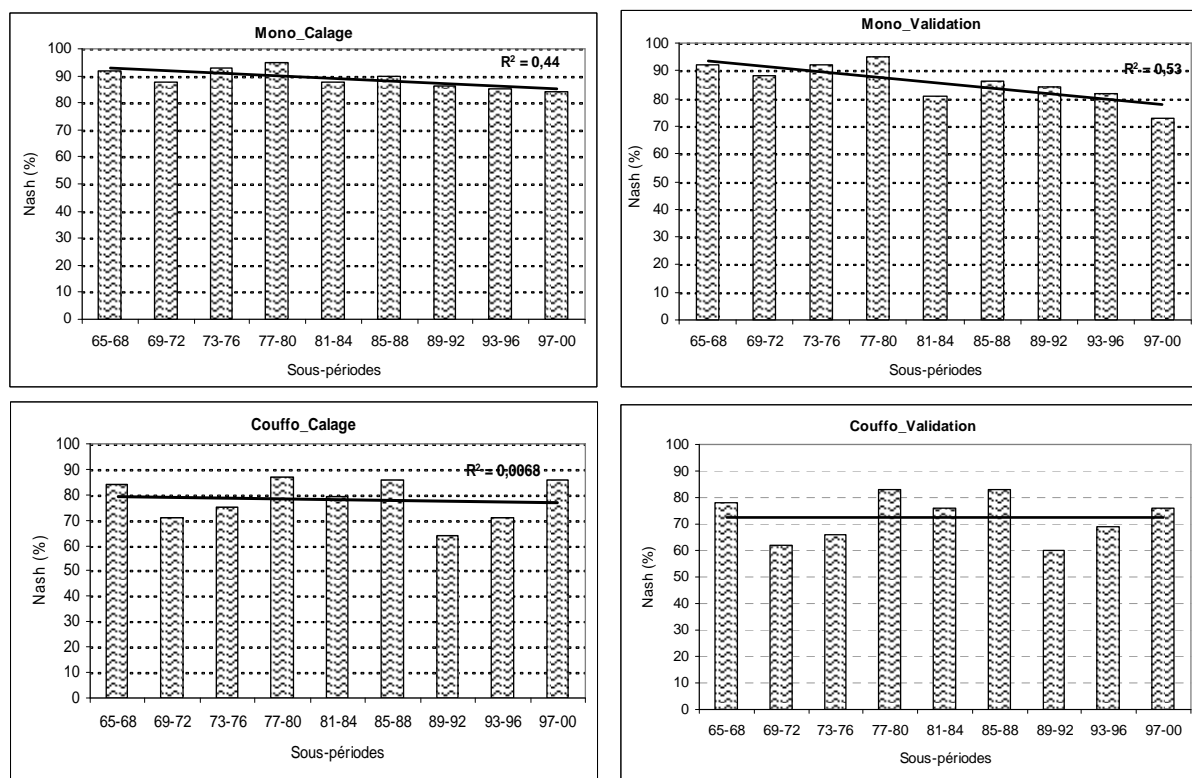 Mono_Calage
100
90
80
70
60
50
40
30
20
10
0
Nash (%)
R² = 0,44
65-68 69-72 73-76 77-80 81-84 85-88 89-92 93-96 97-00
Sous-périodes
Mono_Validation
100
90
80
70
60
50
40
30
20
10
0
Nash (%)
R² = 0,53
65-68 69-72 73-76 77-80 81-84 85-88 89-92 93-96 97-00
Sous-périodes
Couffo_Calage
100
90
80
70
60
50
40
30
20
10
0
Nash (%)
R² = 0,0068
65-68 69-72 73-76 77-80 81-84 85-88 89-92 93-96 97-00
Sous-périodes
Couffo_Validation
100
90
80
70
60
50
40
30
20
10
0
Nash (%)
65-68 69-72 73-76 77-80 81-84 85-88 89-92 93-96 97-00
Sous-périodes